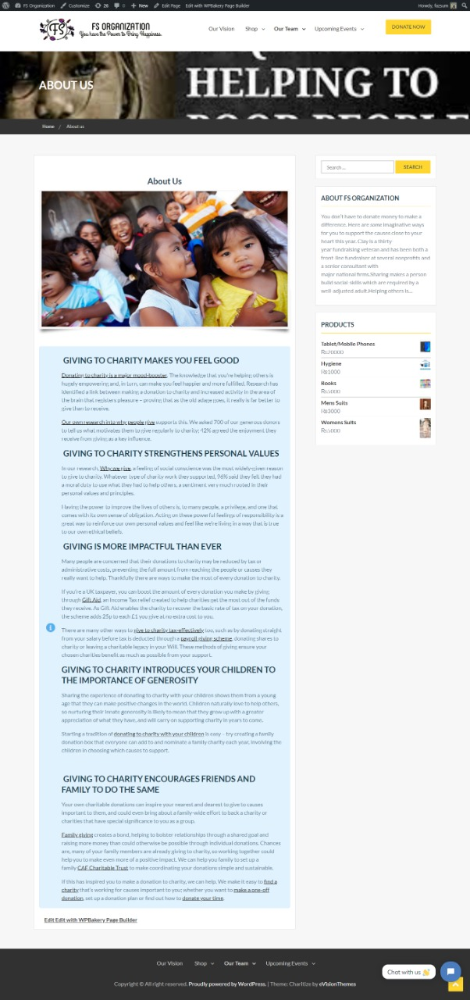 FS Organization Customize 26 0 New Edit Page Edit with WPBakery Page Builder Howdy, fazsum
FS FS ORGANIZATION
You have the Power to Bring Happiness.
Our Vision Shop Our Team Upcoming Events DONATE NOW
ABOUT US
HELPING TO
POOR PEOPLE
Home / About us
About Us
GIVING TO CHARITY MAKES YOU FEEL GOOD
Donating to charity is a major mood-booster. The knowledge that you're helping others is
hugely empowering and, in turn, can make you feel happier and more fulfilled. Research has
identified a link between making a donation to charity and increased activity in the area of
the brain that registers pleasure – proving that as the old adage goes, it really is far better to
give than to receive.
Our own research into why people give supports this. We asked 700 of our generous donors
to tell us what motivates them to give regularly to charity; 42% agreed the enjoyment they
receive from giving as a key influence.
GIVING TO CHARITY STRENGTHENS PERSONAL VALUES
In our research, Why we give, a feeling of social conscience was the most widely-given reason
to give to charity. Whatever type of charity work they supported, 96% said they felt they had
a moral duty to use what they had to help others, a sentiment very much rooted in their
personal values and principles.
Having the power to improve the lives of others is, to many people, a privilege, and one that
comes with its own sense of obligation. Acting on these powerful feelings of responsibility is a
great way to reinforce our own personal values and feel like we're living in a way that is true
to our own ethical beliefs.
GIVING IS MORE IMPACTFUL THAN EVER
Many people are concerned that their donations to charity may be reduced by tax or
administrative costs, preventing the full amount from reaching the people or causes they
really want to help. Thankfully there are ways to make the most of every donation to charity.
If you're a UK taxpayer, you can boost the amount of every donation you make by giving
through Gift Aid, an Income Tax relief created to help charities get the most out of the funds
they receive. As Gift Aid enables the charity to recover the basic rate of tax on your donation,
the scheme adds 25p to each £1 you give at no extra cost to you.
There are many other ways to give to charity tax-effectively too, such as by donating straight
from your salary before tax is deducted through a payroll giving scheme, donating shares to
charity or leaving a charitable legacy in your Will. These methods of giving ensure your
chosen charities benefit as much as possible from your support.
GIVING TO CHARITY INTRODUCES YOUR CHILDREN TO
THE IMPORTANCE OF GENEROSITY
Sharing the experience of donating to charity with your children shows them from a young
age that they can make positive changes in the world. Children naturally love to help others,
so nurturing their innate generosity is likely to mean that they grow up with a greater
appreciation of what they have, and will carry on supporting charity in years to come.
Starting a tradition of donating to charity with your children is easy – try creating a family
donation box that everyone can add to and nominate a family charity each year, involving the
children in choosing which causes to support.
GIVING TO CHARITY ENCOURAGES FRIENDS AND
FAMILY TO DO THE SAME
Your own charitable donations can inspire your nearest and dearest to give to causes
important to them, and could even bring about a family-wide effort to back a charity or
charities that have special significance to you as a group.
Family giving creates a bond, helping to bolster relationships through a shared goal and
raising more money than could otherwise be possible through individual donations. Chances
are, many of your family members are already giving to charity, so working together could
help you to make even more of a positive impact. We can help you family to set up a
family CAF Charitable Trust to make coordinating your donations simple and sustainable.
If this has inspired you to make a donation to charity, we can help. We make it easy to find a
charity that's working for causes important to you; whether you want to make a one-off
donation, set up a donation plan or find out how to donate your time.
Edit Edit with WPBakery Page Builder
Search ... SEARCH
ABOUT FS ORGANIZATION
You don't have to donate money to make a
difference. Here are some imaginative ways
for you to support the causes close to your
heart this year. Clay is a thirty
year fundraising veteran and has been both a
front-line fundraiser at several nonprofits and
a senior consultant with
major national firms.Sharing makes a person
build social skills which are required by a
well-adjusted adult.Helping others is...
PRODUCTS
Tablet/Mobile Phones
₨20000
Hygiene
₨1000
Books
₨5000
Mens Suits
₨3000
Womens Suits
₨5000
Our Vision Shop Our Team Upcoming Events
Chat with us
Copyright © All right reserved. Proudly powered by WordPress. | Theme: Charitize by eVisionThemes